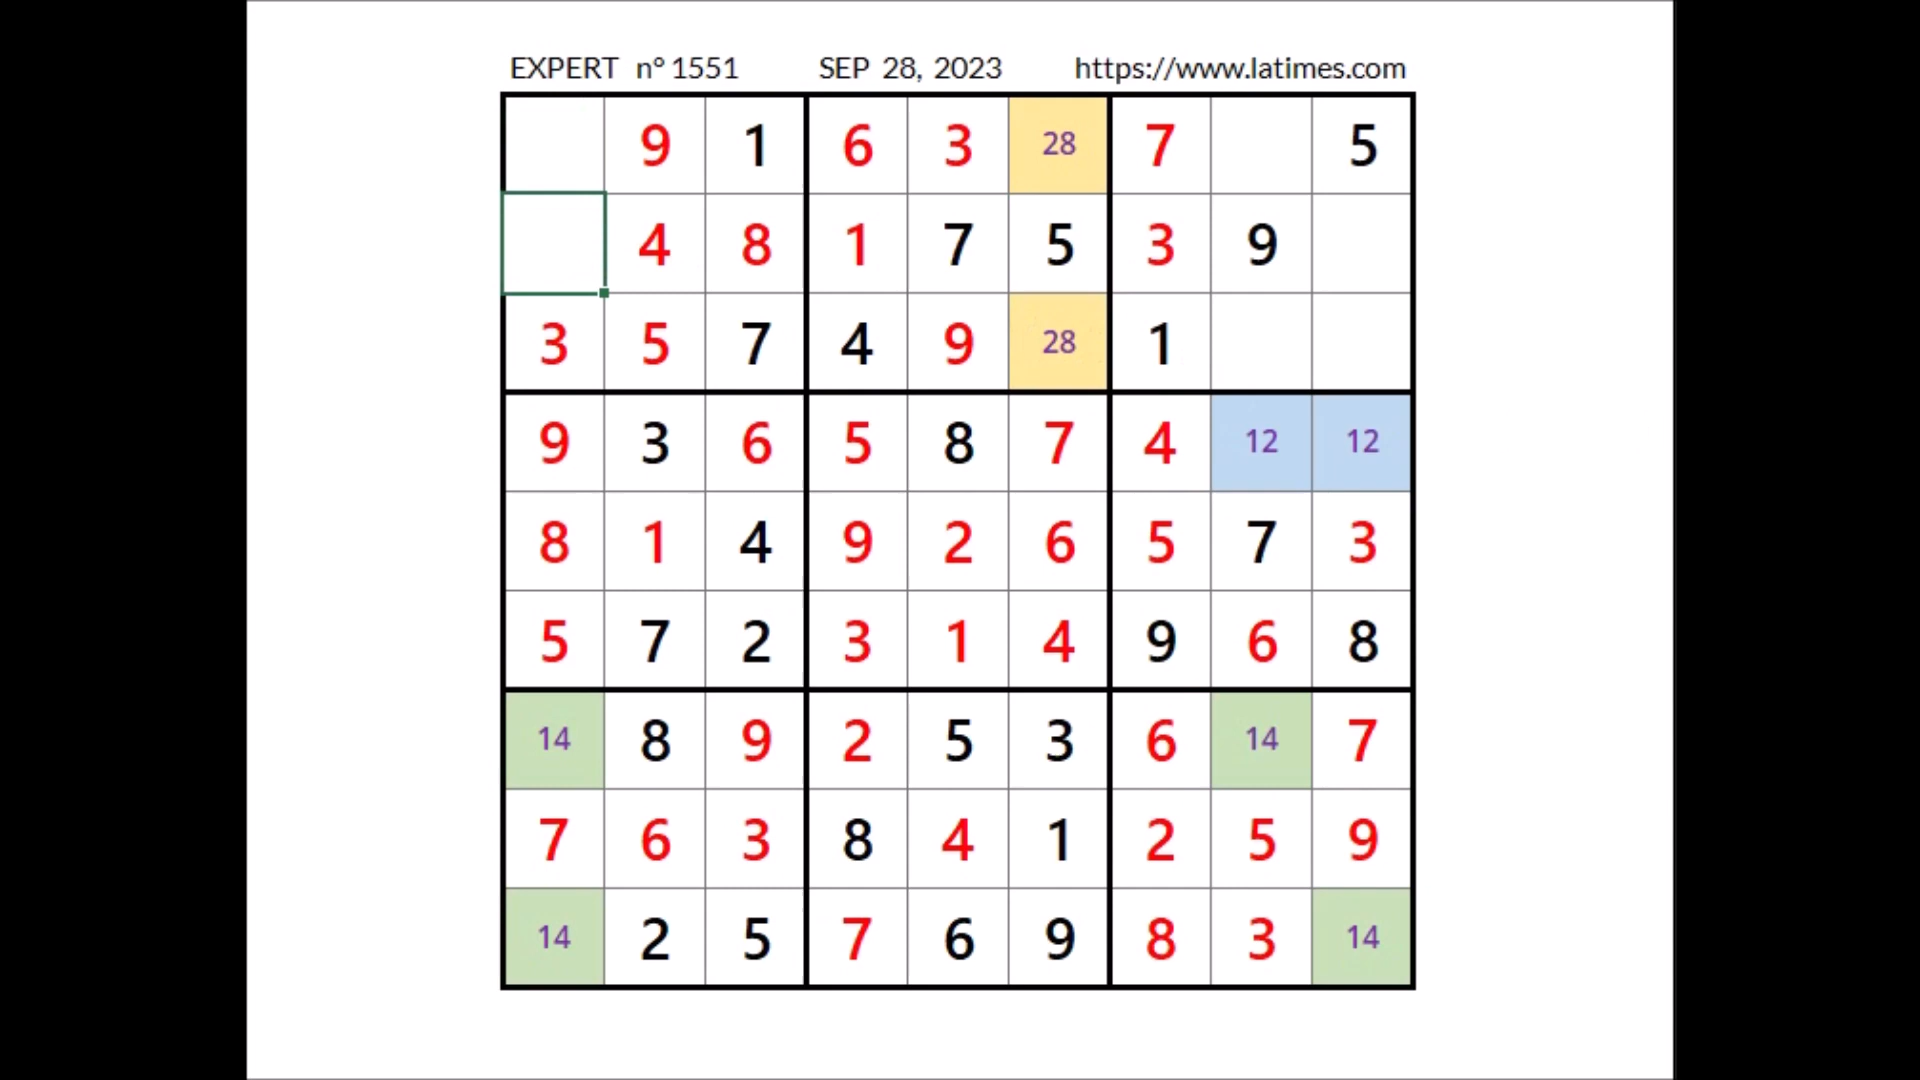 EXPERT n° 1551 SEP 28, 2023 https://www.latimes.com
9 1 6 3 28 7 5
4 8 1 7 5 3 9
3 5 7 4 9 28 1
9 3 6 5 8 7 4 12 12
8 1 4 9 2 6 5 7 3
5 7 2 3 1 4 9 6 8
14 8 9 2 5 3 6 14 7
7 6 3 8 4 1 2 5 9
14 2 5 7 6 9 8 3 14